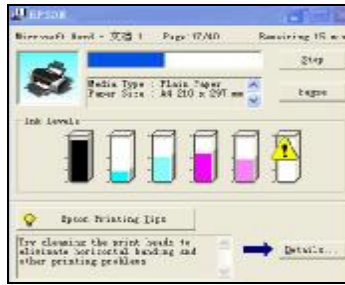 EPSON
Microsoft Word - 文档 1 Page:17/40 Remaining:15 m
Stop
Media Type : Plain Paper
Paper Size : A4 210 x 297 mm
Ink Levels
Epson Printing Tips
Try cleaning the print heads to
eliminate horizontal banding and
other printing problems
Details...